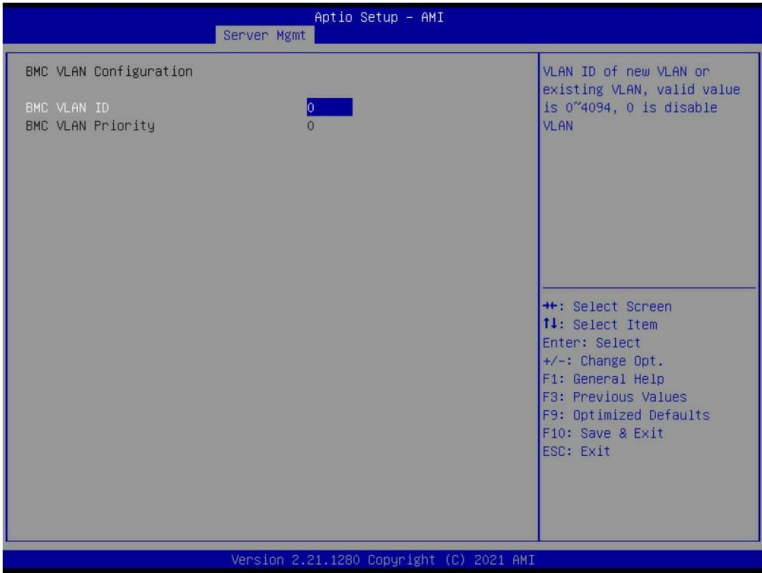 Aptio Setup – AMI
Server Mgmt
BMC VLAN Configuration
BMC VLAN ID 0
BMC VLAN Priority 0
VLAN ID of new VLAN or
existing VLAN, valid value
is 0~4094, 0 is disable
VLAN
→←: Select Screen
↑↓: Select Item
Enter: Select
+/-: Change Opt.
F1: General Help
F3: Previous Values
F9: Optimized Defaults
F10: Save & Exit
ESC: Exit
Version 2.21.1280 Copyright (C) 2021 AMI